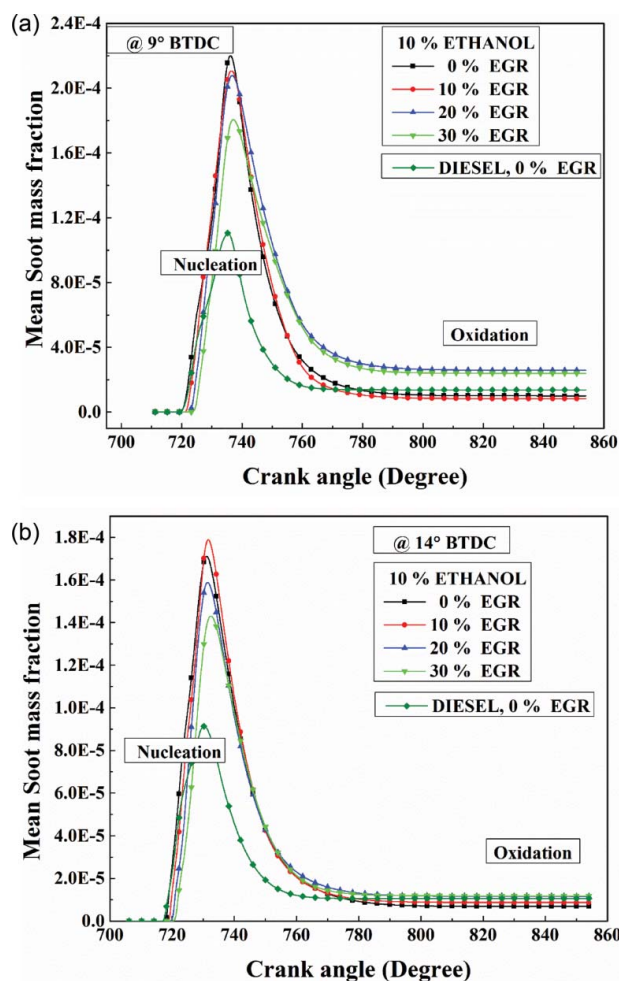 (a)
@ 9° BTDC
10 % ETHANOL
0 % EGR
10 % EGR
20 % EGR
30 % EGR
DIESEL, 0 % EGR
Nucleation
Oxidation
Mean Soot mass fraction
2.4E-4
2.0E-4
1.6E-4
1.2E-4
8.0E-5
4.0E-5
0.0
700 720 740 760 780 800 820 840 860
Crank angle (Degree)
(b)
@ 14° BTDC
10 % ETHANOL
0 % EGR
10 % EGR
20 % EGR
30 % EGR
DIESEL, 0 % EGR
Nucleation
Oxidation
Mean Soot mass fraction
1.8E-4
1.6E-4
1.4E-4
1.2E-4
1.0E-4
8.0E-5
6.0E-5
4.0E-5
2.0E-5
0.0
700 720 740 760 780 800 820 840 860
Crank angle (Degree)